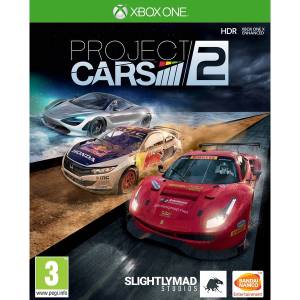 XBOX ONE
HDR XBOX ONE X
ENHANCED
PROJECT
CARS 2
3
www.pegi.info
SLIGHTLYMAD
STUDIOS
BANDAI
NAMCO
Entertainment